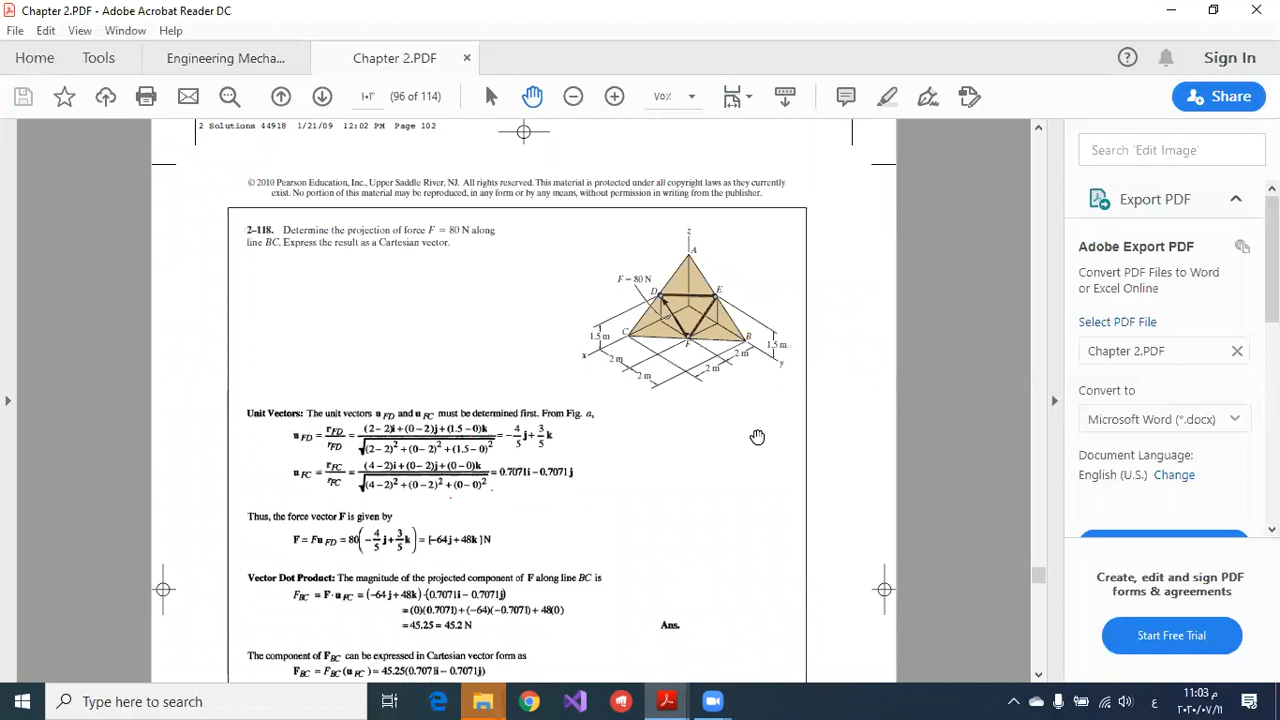 Chapter 2.PDF - Adobe Acrobat Reader DC
File Edit View Window Help
Home Tools Engineering Mecha... Chapter 2.PDF × Sign In
١٠٢ (96 of 114) ٧٥% Share
2 Solutions 44918 1/21/09 12:02 PM Page 102
© 2010 Pearson Education, Inc., Upper Saddle River, NJ. All rights reserved. This material is protected under all copyright laws as they currently
exist. No portion of this material may be reproduced, in any form or by any means, without permission in writing from the publisher.
2–118. Determine the projection of force F = 80 N along
line BC. Express the result as a Cartesian vector.
z
A
F = 80 N
D E
C B
F
1.5 m 1.5 m
x y
2 m 2 m
2 m 2 m
Unit Vectors: The unit vectors u_FD and u_FC must be determined first. From Fig. a,
u_FD = r_FD / r_FD = (2–2)i+(0–2)j+(1.5–0)k / √(2–2)²+(0–2)²+(1.5–0)² = –4/5 j+3/5 k
u_FC = r_FC / r_FC = (4–2)i+(0–2)j+(0–0)k / √(4–2)²+(0–2)²+(0–0)² = 0.7071i – 0.7071 j
Thus, the force vector F is given by
F = Fu_FD = 80(–4/5 j+3/5 k) = [–64j+48k ]N
Vector Dot Product: The magnitude of the projected component of F along line BC is
F_BC = F·u_FC = (–64 j+48k)·(0.7071i – 0.7071j)
= (0)(0.7071)+(–64)(–0.7071)+48(0)
= 45.25 = 45.2 N Ans.
The component of F_BC can be expressed in Cartesian vector form as
F_BC = F_BC (u_FC) = 45.25(0.7071i – 0.7071j)
Search 'Edit Image'
Export PDF
Adobe Export PDF
Convert PDF Files to Word
or Excel Online
Select PDF File
Chapter 2.PDF ×
Convert to
Microsoft Word (*.docx)
Document Language:
English (U.S.) Change
Create, edit and sign PDF
forms & agreements
Start Free Trial
Type here to search
ع
11:03 م